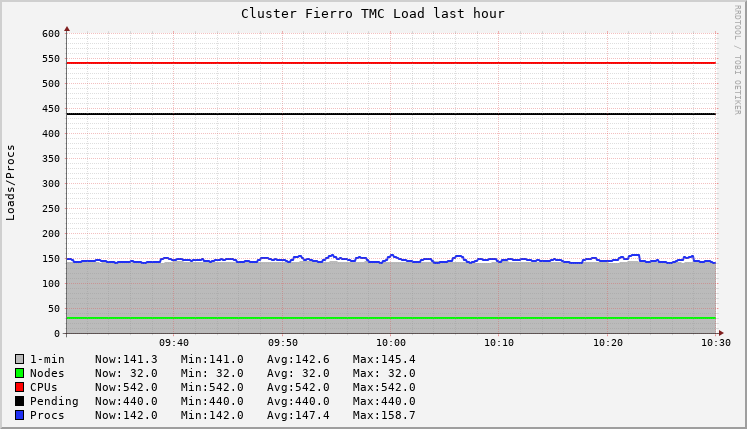 Cluster Fierro TMC Load last hour
RRDTOOL / TOBI OETIKER
Loads/Procs
600
550
500
450
400
350
300
250
200
150
100
50
0
09:40 09:50 10:00 10:10 10:20 10:30
1-min Now:141.3 Min:141.0 Avg:142.6 Max:145.4
Nodes Now: 32.0 Min: 32.0 Avg: 32.0 Max: 32.0
CPUs Now:542.0 Min:542.0 Avg:542.0 Max:542.0
Pending Now:440.0 Min:440.0 Avg:440.0 Max:440.0
Procs Now:142.0 Min:142.0 Avg:147.4 Max:158.7